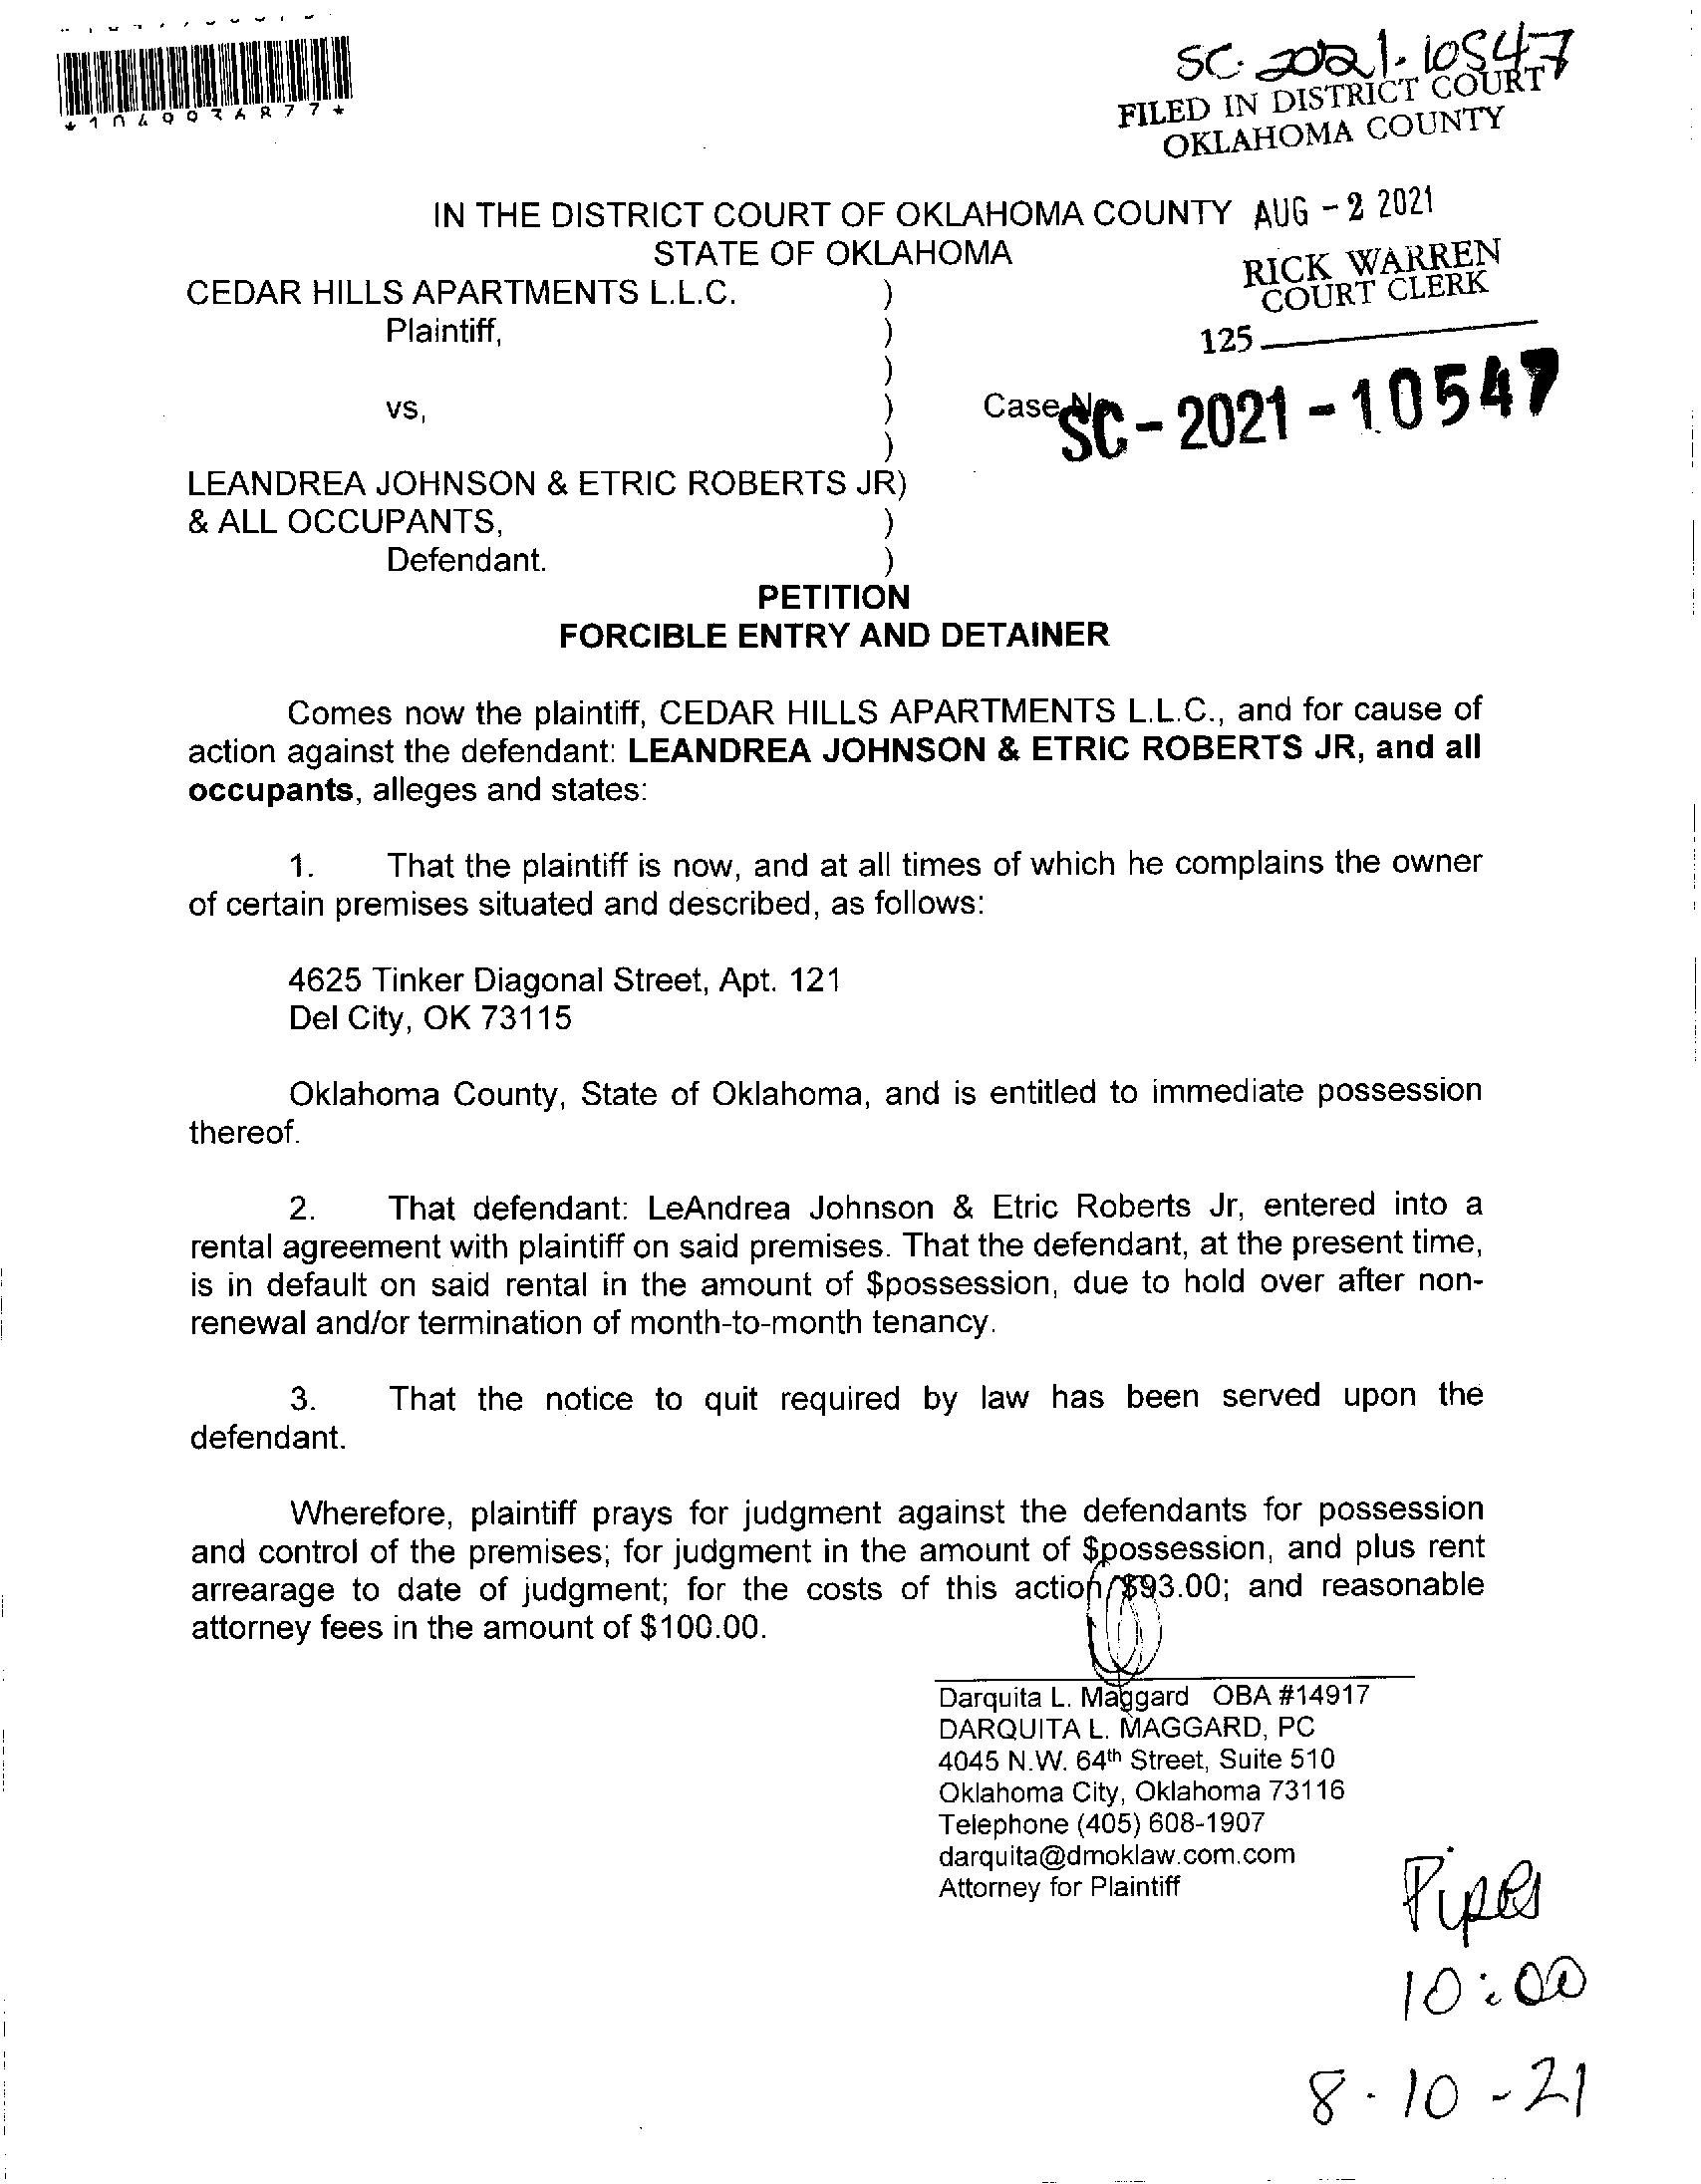 SC-2021-10547
FILED IN DISTRICT COURT
OKLAHOMA COUNTY
IN THE DISTRICT COURT OF OKLAHOMA COUNTY AUG - 2 2021
STATE OF OKLAHOMA
RICK WARREN
COURT CLERK
CEDAR HILLS APARTMENTS L.L.C. )
Plaintiff, )
125
)
vs, ) Case No
SC - 2021 - 10547
)
LEANDREA JOHNSON & ETRIC ROBERTS JR)
& ALL OCCUPANTS, )
Defendant. )
PETITION
FORCIBLE ENTRY AND DETAINER
Comes now the plaintiff, CEDAR HILLS APARTMENTS L.L.C., and for cause of
action against the defendant: LEANDREA JOHNSON & ETRIC ROBERTS JR, and all
occupants, alleges and states:
1. That the plaintiff is now, and at all times of which he complains the owner
of certain premises situated and described, as follows:
4625 Tinker Diagonal Street, Apt. 121
Del City, OK 73115
Oklahoma County, State of Oklahoma, and is entitled to immediate possession
thereof.
2. That defendant: LeAndrea Johnson & Etric Roberts Jr, entered into a
rental agreement with plaintiff on said premises. That the defendant, at the present time,
is in default on said rental in the amount of $possession, due to hold over after non-
renewal and/or termination of month-to-month tenancy.
3. That the notice to quit required by law has been served upon the
defendant.
Wherefore, plaintiff prays for judgment against the defendants for possession
and control of the premises; for judgment in the amount of $possession, and plus rent
arrearage to date of judgment; for the costs of this action $93.00; and reasonable
attorney fees in the amount of $100.00.
Darquita L. Maggard OBA #14917
DARQUITA L. MAGGARD, PC
4045 N.W. 64th Street, Suite 510
Oklahoma City, Oklahoma 73116
Telephone (405) 608-1907
darquita@dmoklaw.com.com
Attorney for Plaintiff
Pipes
10:00
8-10-21